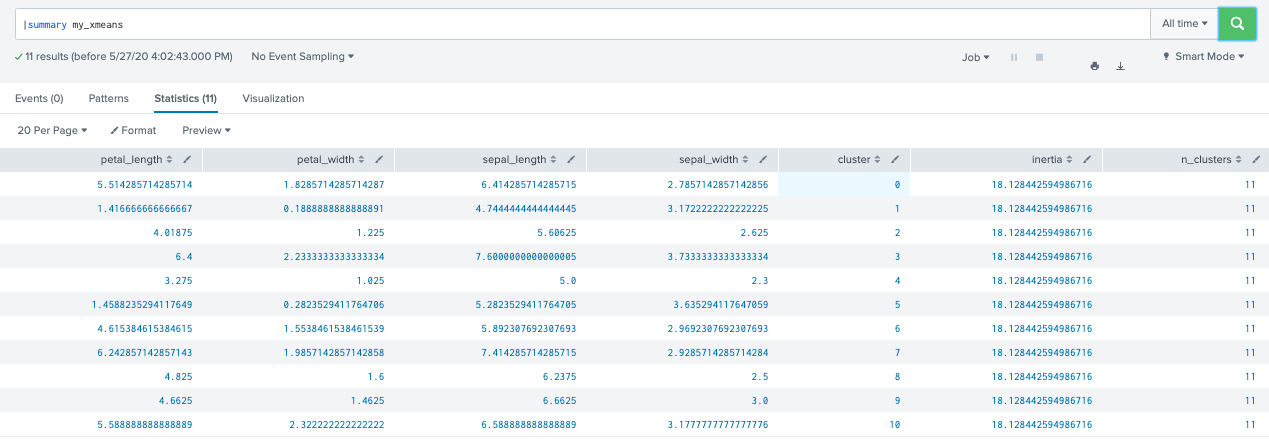 |summary my_xmeans
All time
11 results (before 5/27/20 4:02:43.000 PM) No Event Sampling Job Smart Mode
Events (0) Patterns Statistics (11) Visualization
20 Per Page Format Preview
petal_length petal_width sepal_length sepal_width cluster inertia n_clusters
5.514285714285714 1.8285714285714287 6.414285714285715 2.7857142857142856 0 18.128442594986716 11
1.416666666666667 0.1888888888888891 4.7444444444444445 3.1722222222222225 1 18.128442594986716 11
4.01875 1.225 5.60625 2.625 2 18.128442594986716 11
6.4 2.2333333333333334 7.6000000000000005 3.7333333333333334 3 18.128442594986716 11
3.275 1.025 5.0 2.3 4 18.128442594986716 11
1.4588235294117649 0.2823529411764706 5.2823529411764705 3.635294117647059 5 18.128442594986716 11
4.615384615384615 1.5538461538461539 5.892307692307693 2.9692307692307693 6 18.128442594986716 11
6.242857142857143 1.9857142857142858 7.414285714285715 2.9285714285714284 7 18.128442594986716 11
4.825 1.6 6.2375 2.5 8 18.128442594986716 11
4.6625 1.4625 6.6625 3.0 9 18.128442594986716 11
5.588888888888889 2.322222222222222 6.588888888888889 3.1777777777777776 10 18.128442594986716 11